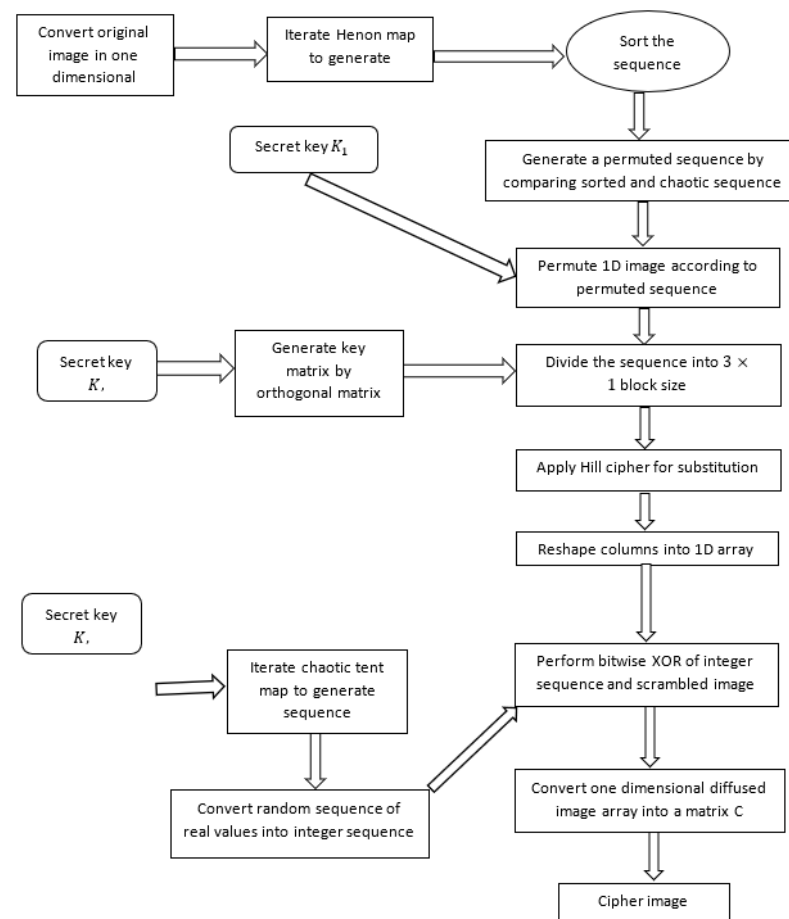 Convert original
image in one
dimensional
Iterate Henon map
to generate
Sort the
sequence
Secret key K₁
Generate a permuted sequence by
comparing sorted and chaotic sequence
Permute 1D image according to
permuted sequence
Secret key
K,
Generate key
matrix by
orthogonal matrix
Divide the sequence into 3 ×
1 block size
Apply Hill cipher for substitution
Reshape columns into 1D array
Secret key
K,
Iterate chaotic tent
map to generate
sequence
Perform bitwise XOR of integer
sequence and scrambled image
Convert random sequence of
real values into integer sequence
Convert one dimensional diffused
image array into a matrix C
Cipher image